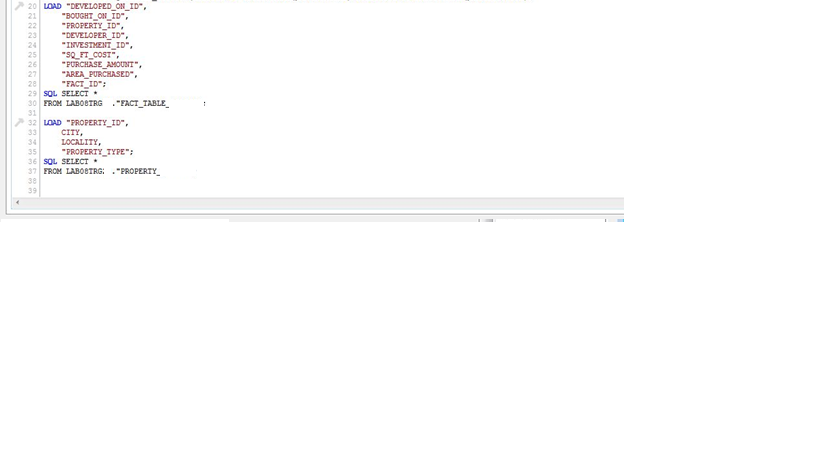 20 LOAD "DEVELOPED_ON_ID",
21 "BOUGHT_ON_ID",
22 "PROPERTY_ID",
23 "DEVELOPER_ID",
24 "INVESTMENT_ID",
25 "SQ_FT_COST",
26 "PURCHASE_AMOUNT",
27 "AREA_PURCHASED",
28 "FACT_ID";
29 SQL SELECT *
30 FROM LAB08TRG ."FACT_TABLE_ ;
31
32 LOAD "PROPERTY_ID",
33 CITY,
34 LOCALITY,
35 "PROPERTY_TYPE";
36 SQL SELECT *
37 FROM LAB08TRG. ."PROPERTY_
38
39